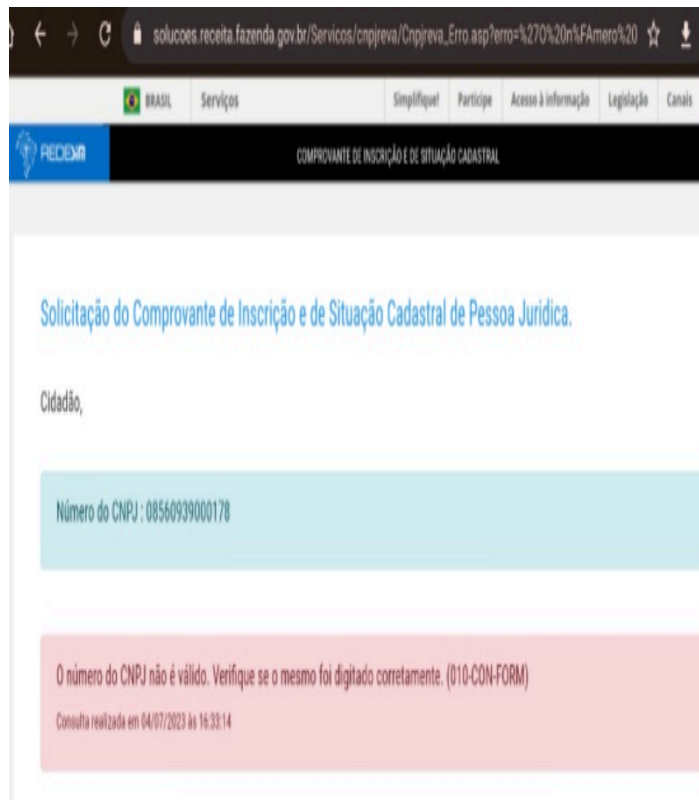 solucoes.receita.fazenda.gov.br/Servicos/cnpjreva/Cnpjreva_Erro.asp?erro=%27O%20n%FAmero%20
BRASIL Serviços Simplifique! Participe Acesso à informação Legislação Canais
REDESIM COMPROVANTE DE INSCRIÇÃO E DE SITUAÇÃO CADASTRAL
Solicitação do Comprovante de Inscrição e de Situação Cadastral de Pessoa Juridica.
Cidadão,
Número do CNPJ : 08560939000178
O número do CNPJ não é válido. Verifique se o mesmo foi digitado corretamente. (010-CON-FORM)
Consulta realizada em 04/07/2023 às 16:33:14